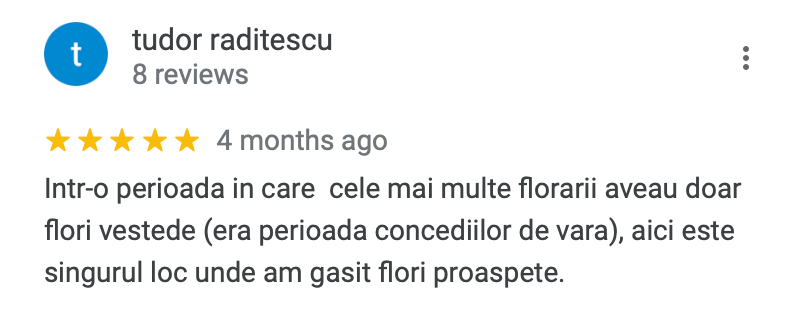 t
tudor raditescu
8 reviews
4 months ago
Intr-o perioada in care  cele mai multe florarii aveau doar
flori vestede (era perioada concediilor de vara), aici este
singurul loc unde am gasit flori proaspete.